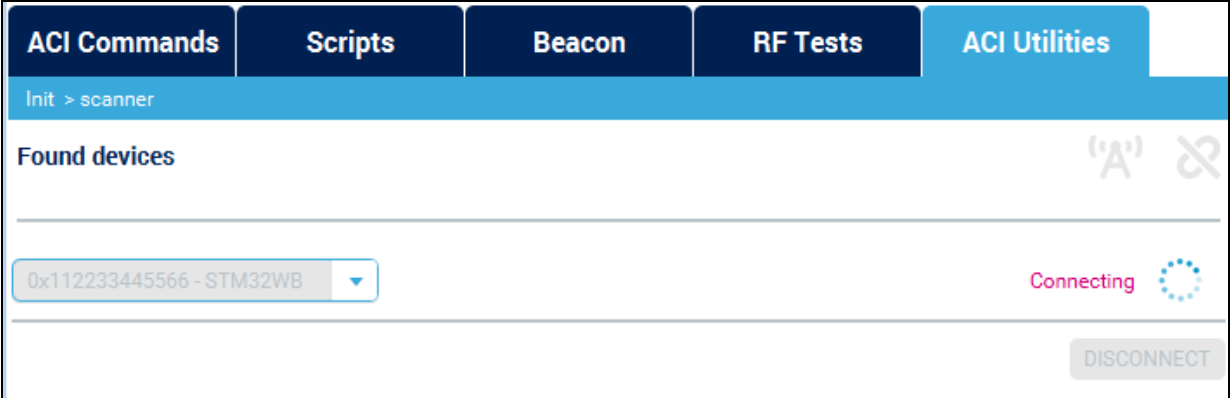 ACI Commands Scripts Beacon RF Tests ACI Utilities
Init > scanner
Found devices
0x112233445566 - STM32WB Connecting
DISCONNECT